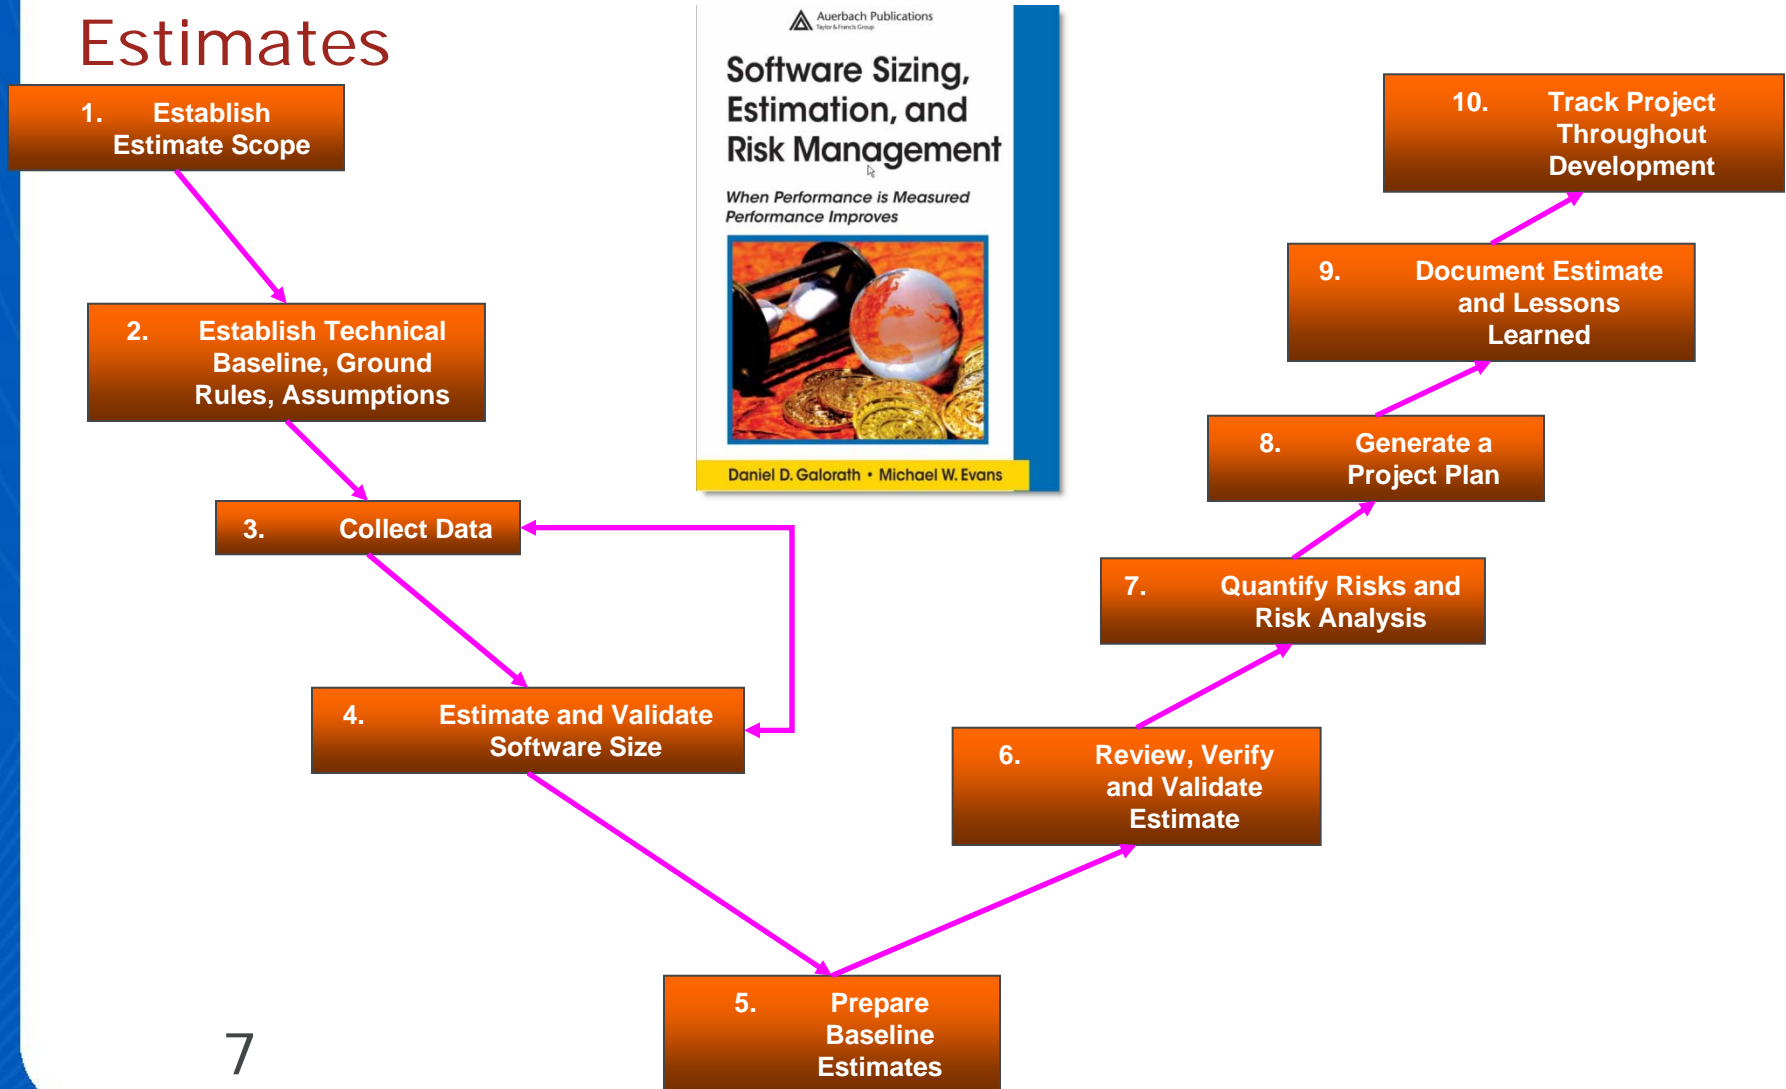 Estimates
1. Establish
Estimate Scope
2. Establish Technical
Baseline, Ground
Rules, Assumptions
3. Collect Data
4. Estimate and Validate
Software Size
5. Prepare
Baseline
Estimates
6. Review, Verify
and Validate
Estimate
7. Quantify Risks and
Risk Analysis
8. Generate a
Project Plan
9. Document Estimate
and Lessons
Learned
10. Track Project
Throughout
Development
Auerbach Publications
Taylor & Francis Group
Software Sizing,
Estimation, and
Risk Management
When Performance is Measured
Performance Improves
Daniel D. Galorath • Michael W. Evans
7